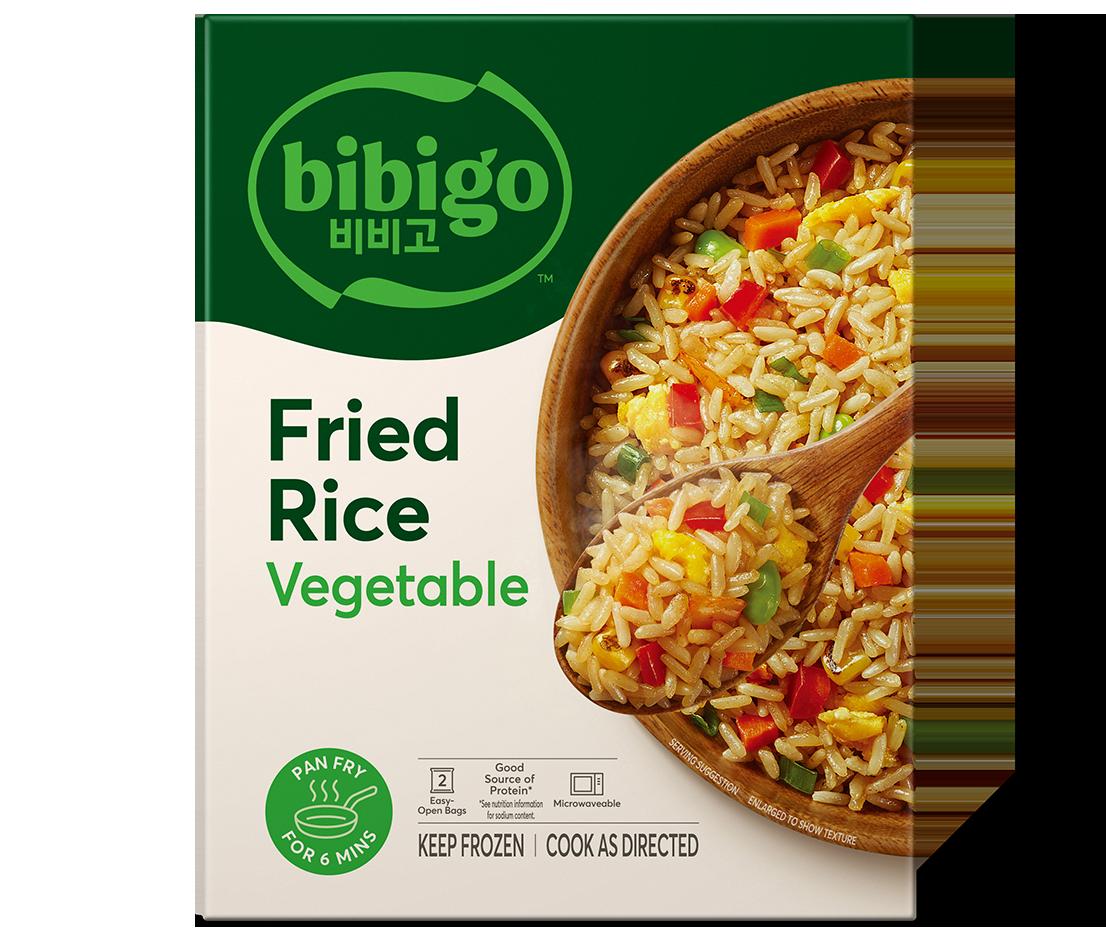 bibigo
비비고
TM
Fried
Rice
Vegetable
PAN FRY
FOR 6 MINS
2
Easy-
Open Bags
Good
Source of
Protein*
*See nutrition information
for sodium content.
Microwaveable
KEEP FROZEN | COOK AS DIRECTED
SERVING SUGGESTION
ENLARGED TO SHOW TEXTURE